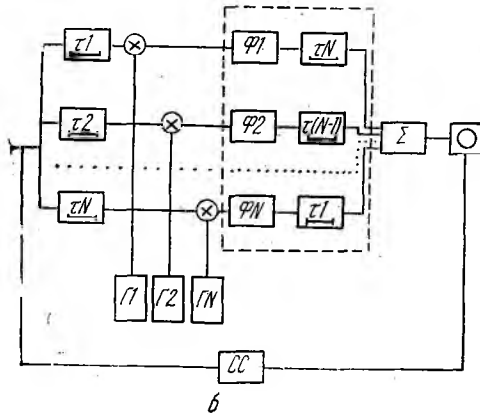 τ1 Ф1 τN
τ2 Ф2 τ(N-1) Σ
τN ФN τ1
Г1 Г2 ГN
СС
б